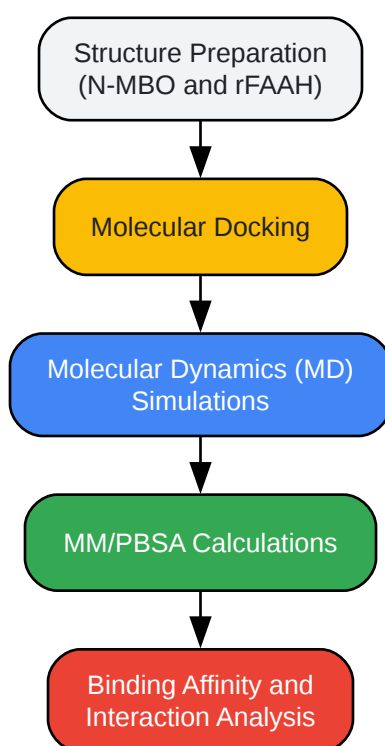 Structure Preparation
(N-MBO and rFAAH)
Molecular Docking
Molecular Dynamics (MD)
Simulations
MM/PBSA Calculations
Binding Affinity and
Interaction Analysis